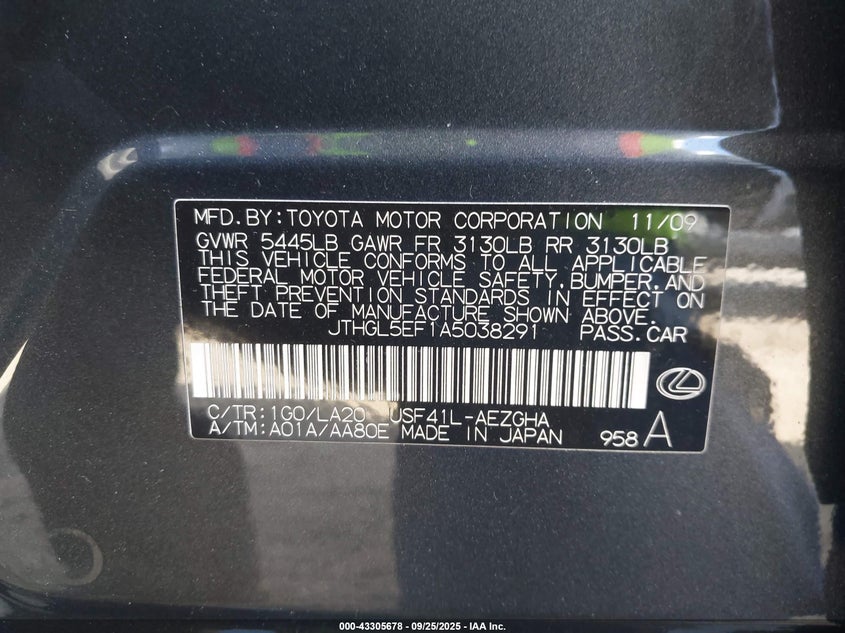 MFD.BY:TOYOTA MOTOR CORPORATION 11/09
GVWR 5445LB GAWR FR 3130LB RR 3130LB
THIS VEHICLE CONFORMS TO ALL APPLICABLE
FEDERAL MOTOR VEHICLE SAFETY,BUMPER,AND
THEFT PREVENTION STANDARDS IN EFFECT ON
THE DATE OF MANUFACTURE SHOWN ABOVE.
JTHGL5EF1A5038291 PASS.CAR
C/TR:1G0/LA20 USF41L-AEZGHA
A/TM:A01A/AA80E MADE IN JAPAN 958 A
000-43305678 - 09/25/2025 - IAA Inc.